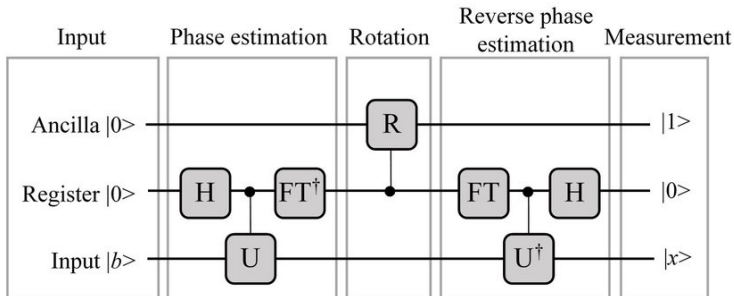 Input
Phase estimation
Rotation
Reverse phase
estimation
Measurement
Ancilla |0>
R
|1>
Register |0>
H
FT†
FT
H
|0>
Input |b>
U
U†
|x>